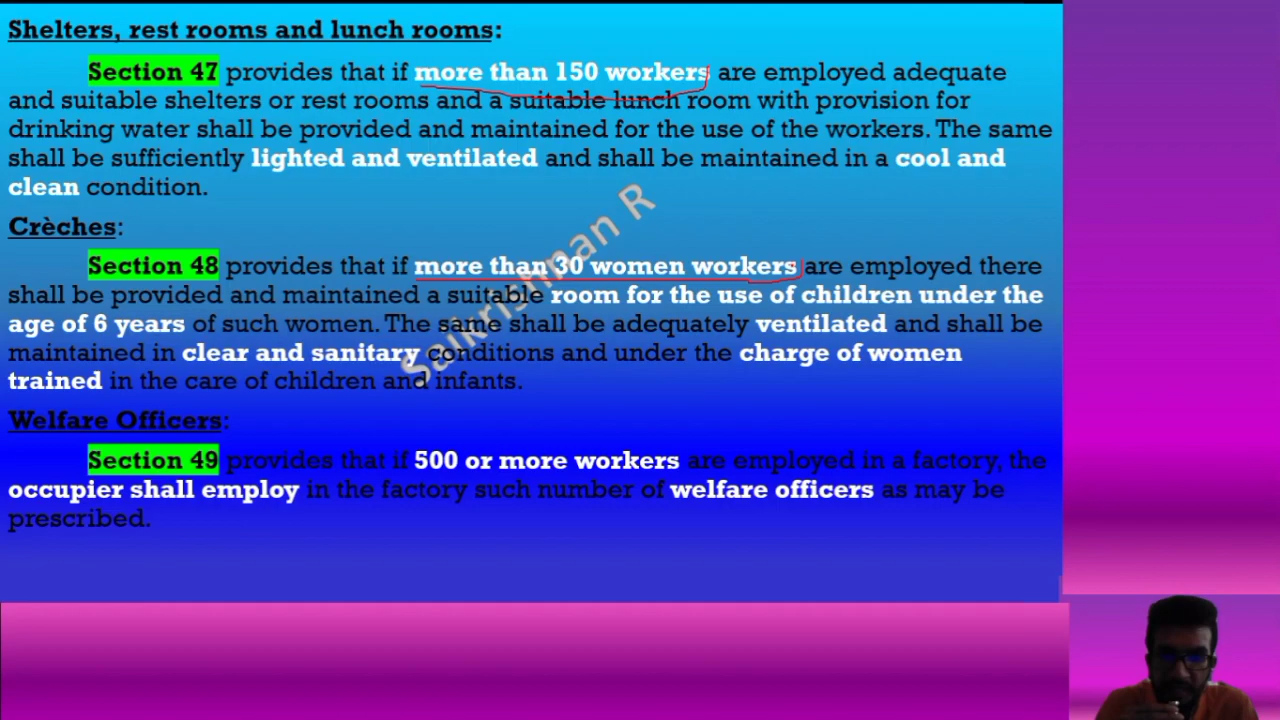 Shelters, rest rooms and lunch rooms:
Section 47 provides that if more than 150 workers are employed adequate
and suitable shelters or rest rooms and a suitable lunch room with provision for
drinking water shall be provided and maintained for the use of the workers. The same
shall be sufficiently lighted and ventilated and shall be maintained in a cool and
clean condition.
Crèches:
Section 48 provides that if more than 30 women workers are employed there
shall be provided and maintained a suitable room for the use of children under the
age of 6 years of such women. The same shall be adequately ventilated and shall be
maintained in clear and sanitary conditions and under the charge of women
trained in the care of children and infants.
Welfare Officers:
Section 49 provides that if 500 or more workers are employed in a factory, the
occupier shall employ in the factory such number of welfare officers as may be
prescribed.
Saikrishnan R